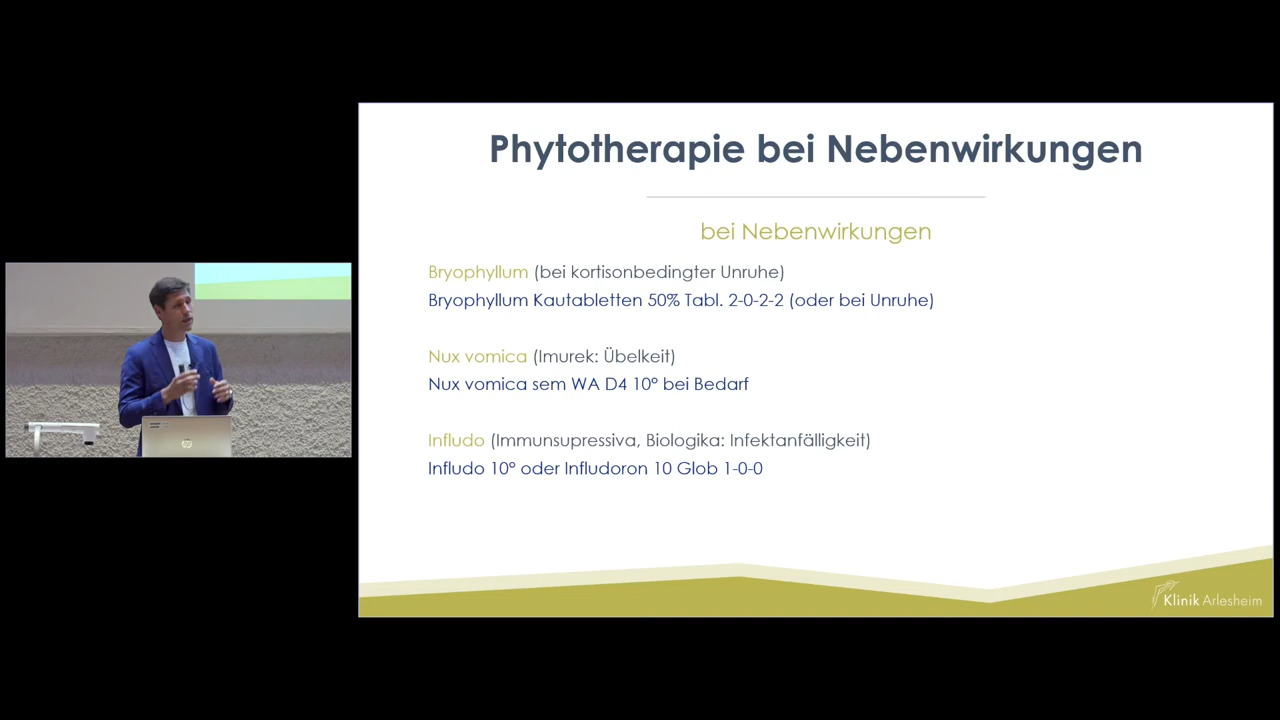 Phytotherapie bei Nebenwirkungen
bei Nebenwirkungen
Bryophyllum (bei kortisonbedingter Unruhe)
Bryophyllum Kautabletten 50% Tabl. 2-0-2-2 (oder bei Unruhe)
Nux vomica (Imurek: Übelkeit)
Nux vomica sem WA D4 10° bei Bedarf
Infludo (Immunsupressiva, Biologika: Infektanfälligkeit)
Infludo 10° oder Infludoron 10 Glob 1-0-0
Klinik Arlesheim
hp